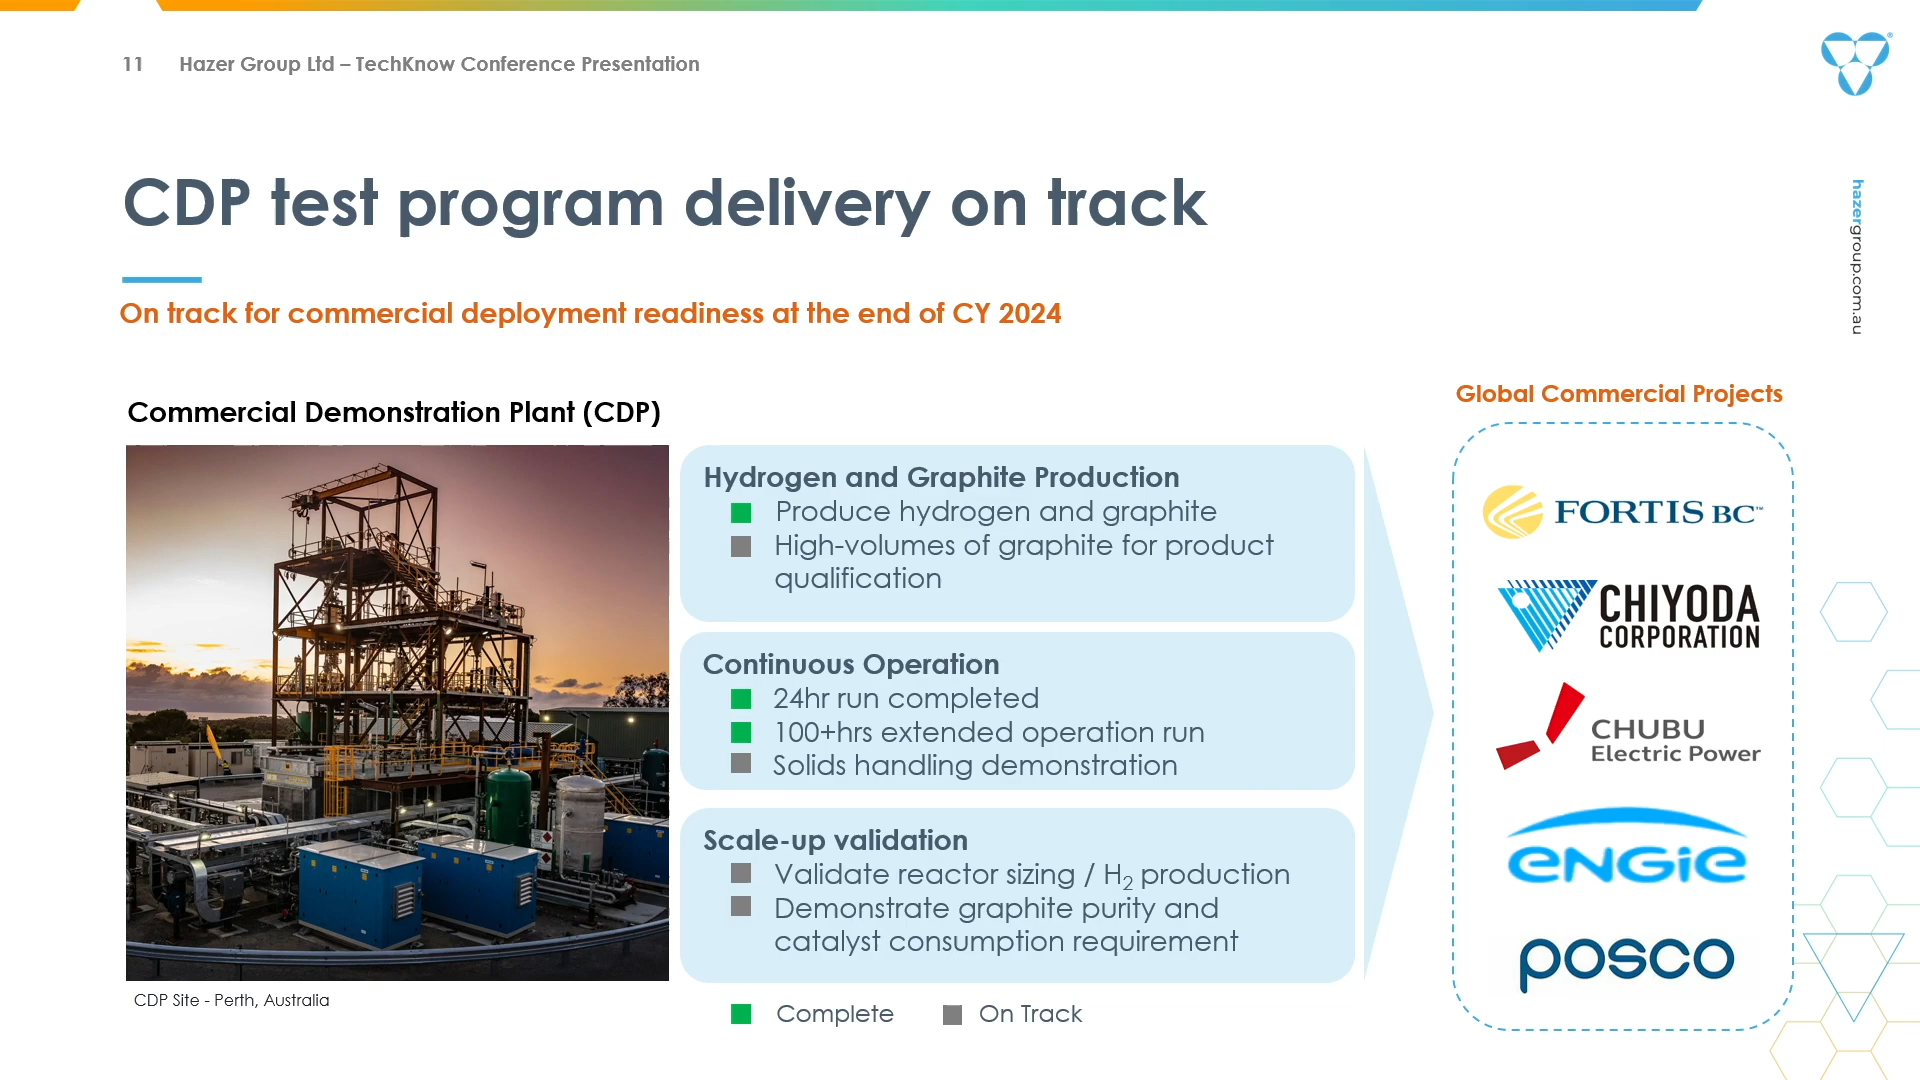 11 Hazer Group Ltd – TechKnow Conference Presentation
hazergroup.com.au
CDP test program delivery on track
On track for commercial deployment readiness at the end of CY 2024
Commercial Demonstration Plant (CDP)
CDP Site - Perth, Australia
Hydrogen and Graphite Production
Produce hydrogen and graphite
High-volumes of graphite for product
qualification
Continuous Operation
24hr run completed
100+hrs extended operation run
Solids handling demonstration
Scale-up validation
Validate reactor sizing / H₂ production
Demonstrate graphite purity and
catalyst consumption requirement
Complete
On Track
Global Commercial Projects
FORTIS BC™
CHIYODA
CORPORATION
CHUBU
Electric Power
ENGIE
posco